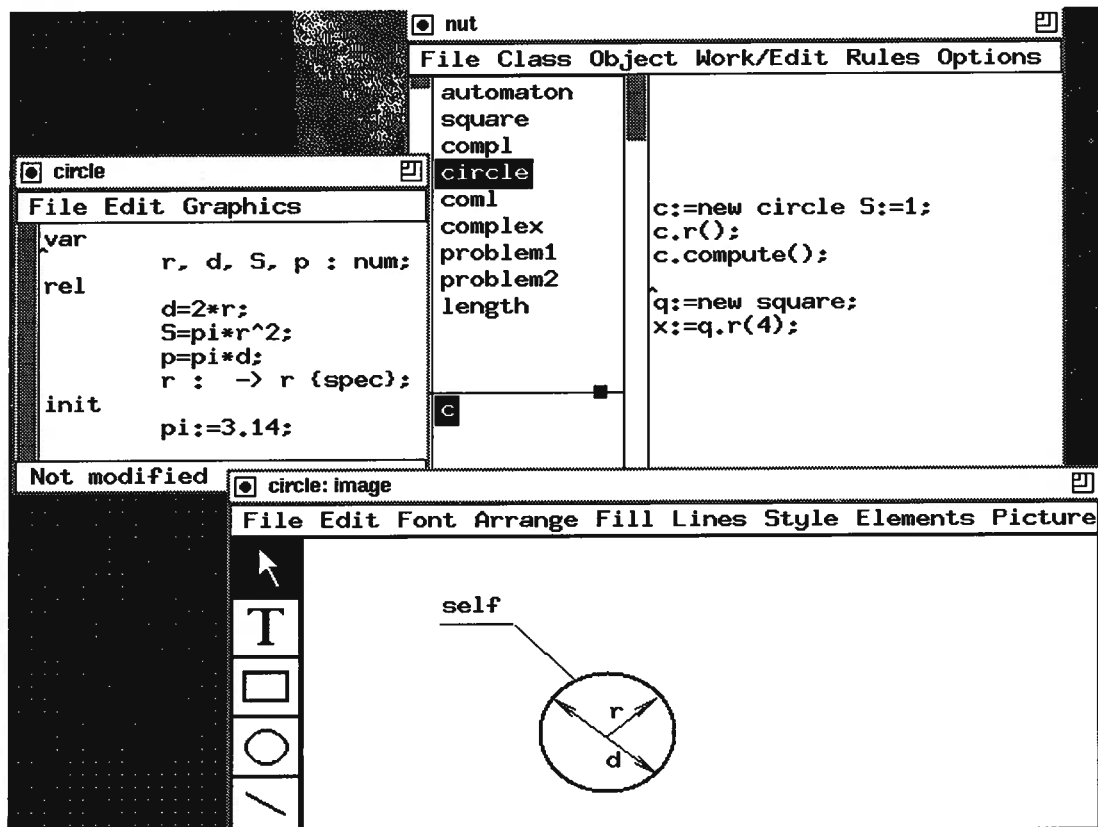 nut
File Class Object Work/Edit Rules Options
automaton
square
compl
circle
coml
complex
problem1
problem2
length
c
c:=new circle S:=1;
c.r();
c.compute();
q:=new square;
x:=q.r(4);
circle
File Edit Graphics
var
r, d, S, p : num;
rel
d=2*r;
S=pi*r^2;
p=pi*d;
r : -> r {spec};
init
pi:=3.14;
Not modified
circle: image
File Edit Font Arrange Fill Lines Style Elements Picture
T
self
r
d